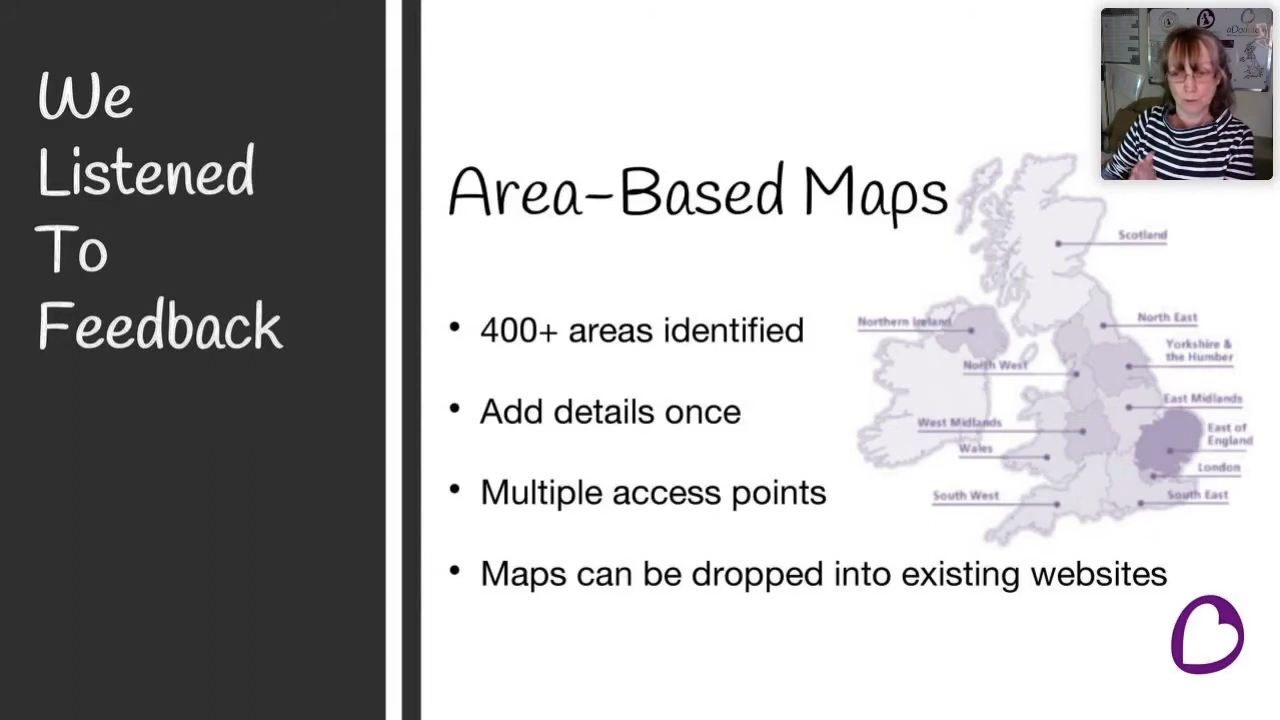 We
Listened
To
Feedback
Area-Based Maps
• 400+ areas identified
• Add details once
• Multiple access points
• Maps can be dropped into existing websites
Scotland
Northern Ireland
North East
North West
Yorkshire &
the Humber
East Midlands
West Midlands
East of
England
Wales
London
South West
South East